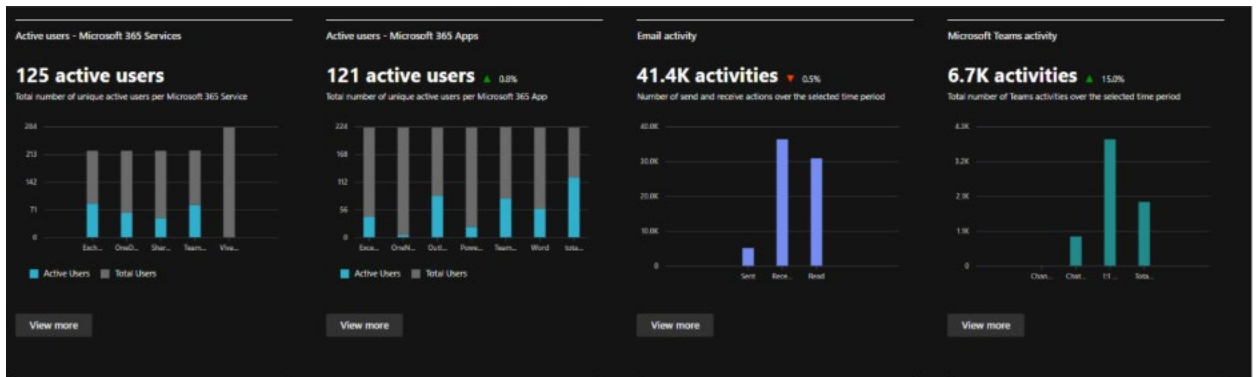 Active users - Microsoft 365 Services
125 active users
Total number of unique active users per Microsoft 365 Service
284
213
142
71
0
Exch... OneD... Shar... Team... Viva...
Active Users Total Users
View more
Active users - Microsoft 365 Apps
121 active users ▲ 0.8%
Total number of unique active users per Microsoft 365 App
224
168
112
56
0
Exce... OneN... Outl... Powe... Team... Word tota...
Active Users Total Users
View more
Email activity
41.4K activities ▼ 0.5%
Number of send and receive actions over the selected time period
40.0K
30.0K
20.0K
10.0K
0
Sent Rece... Read
View more
Microsoft Teams activity
6.7K activities ▲ 15.0%
Total number of Teams activities over the selected time period
4.3K
3.2K
2.1K
1.1K
0
Chan... Chat... 1:1 ... Tota...
View more